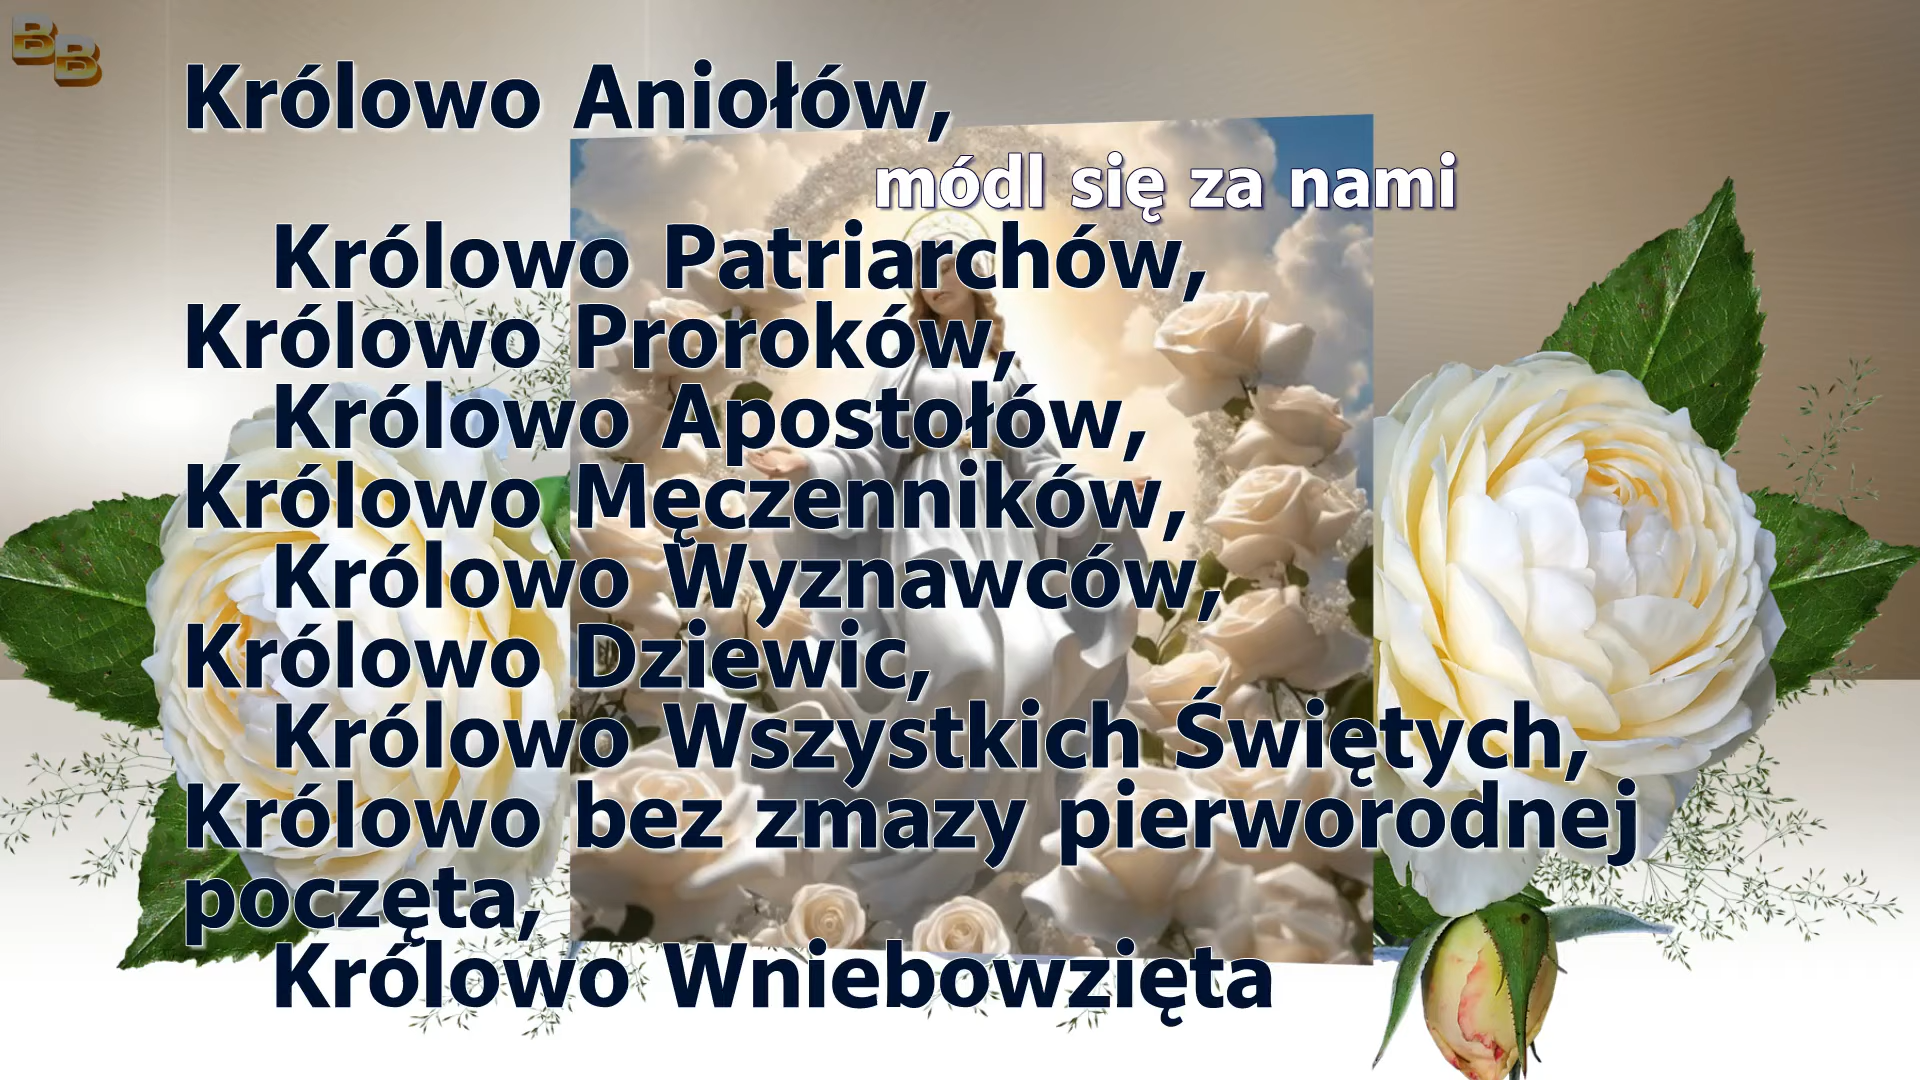 BB
Królowo Aniołów,
módl się za nami
Królowo Patriarchów,
Królowo Proroków,
Królowo Apostołów,
Królowo Męczenników,
Królowo Wyznawców,
Królowo Dziewic,
Królowo Wszystkich Świętych,
Królowo bez zmazy pierworodnej
poczęta,
Królowo Wniebowzięta